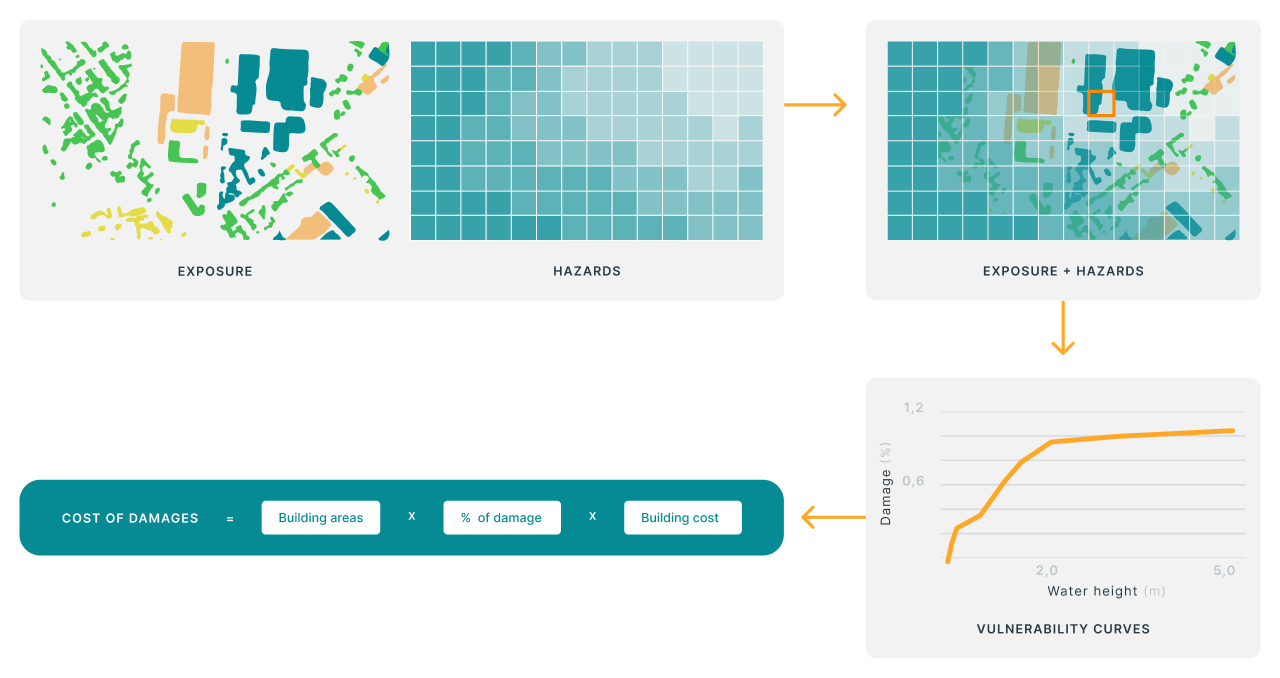 EXPOSURE
HAZARDS
EXPOSURE + HAZARDS
1,2
0,6
Damage (%)
2,0
5,0
Water height (m)
VULNERABILITY CURVES
COST OF DAMAGES = Building areas x % of damage x Building cost